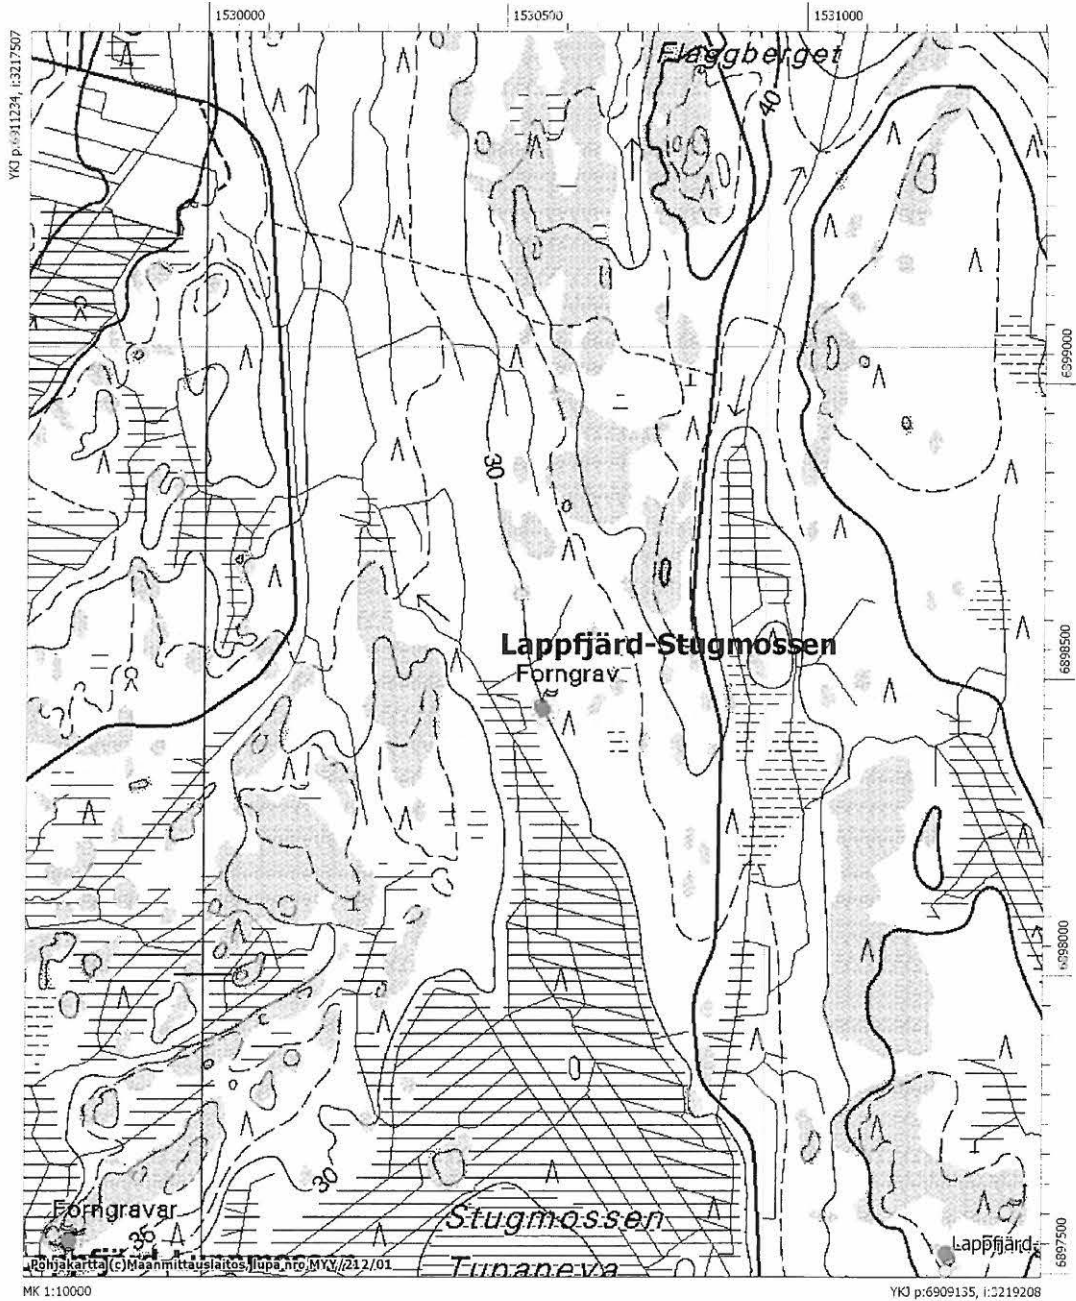 1530000
1530500
1531000
YKJ p:6911234, i:3217507
Flaggberget
40
6899000
30
6898500
Lappfjärd-Stugmossen
Forngrav
6898000
30
Forngravar
35
Stugmossen
Tupaneva
Lappfjärd-
6897500
Pohjakartta (c) Maanmittauslaitos, lupa nro MYY/212/01
MK 1:10000
YKJ p:6909135, i:3219208